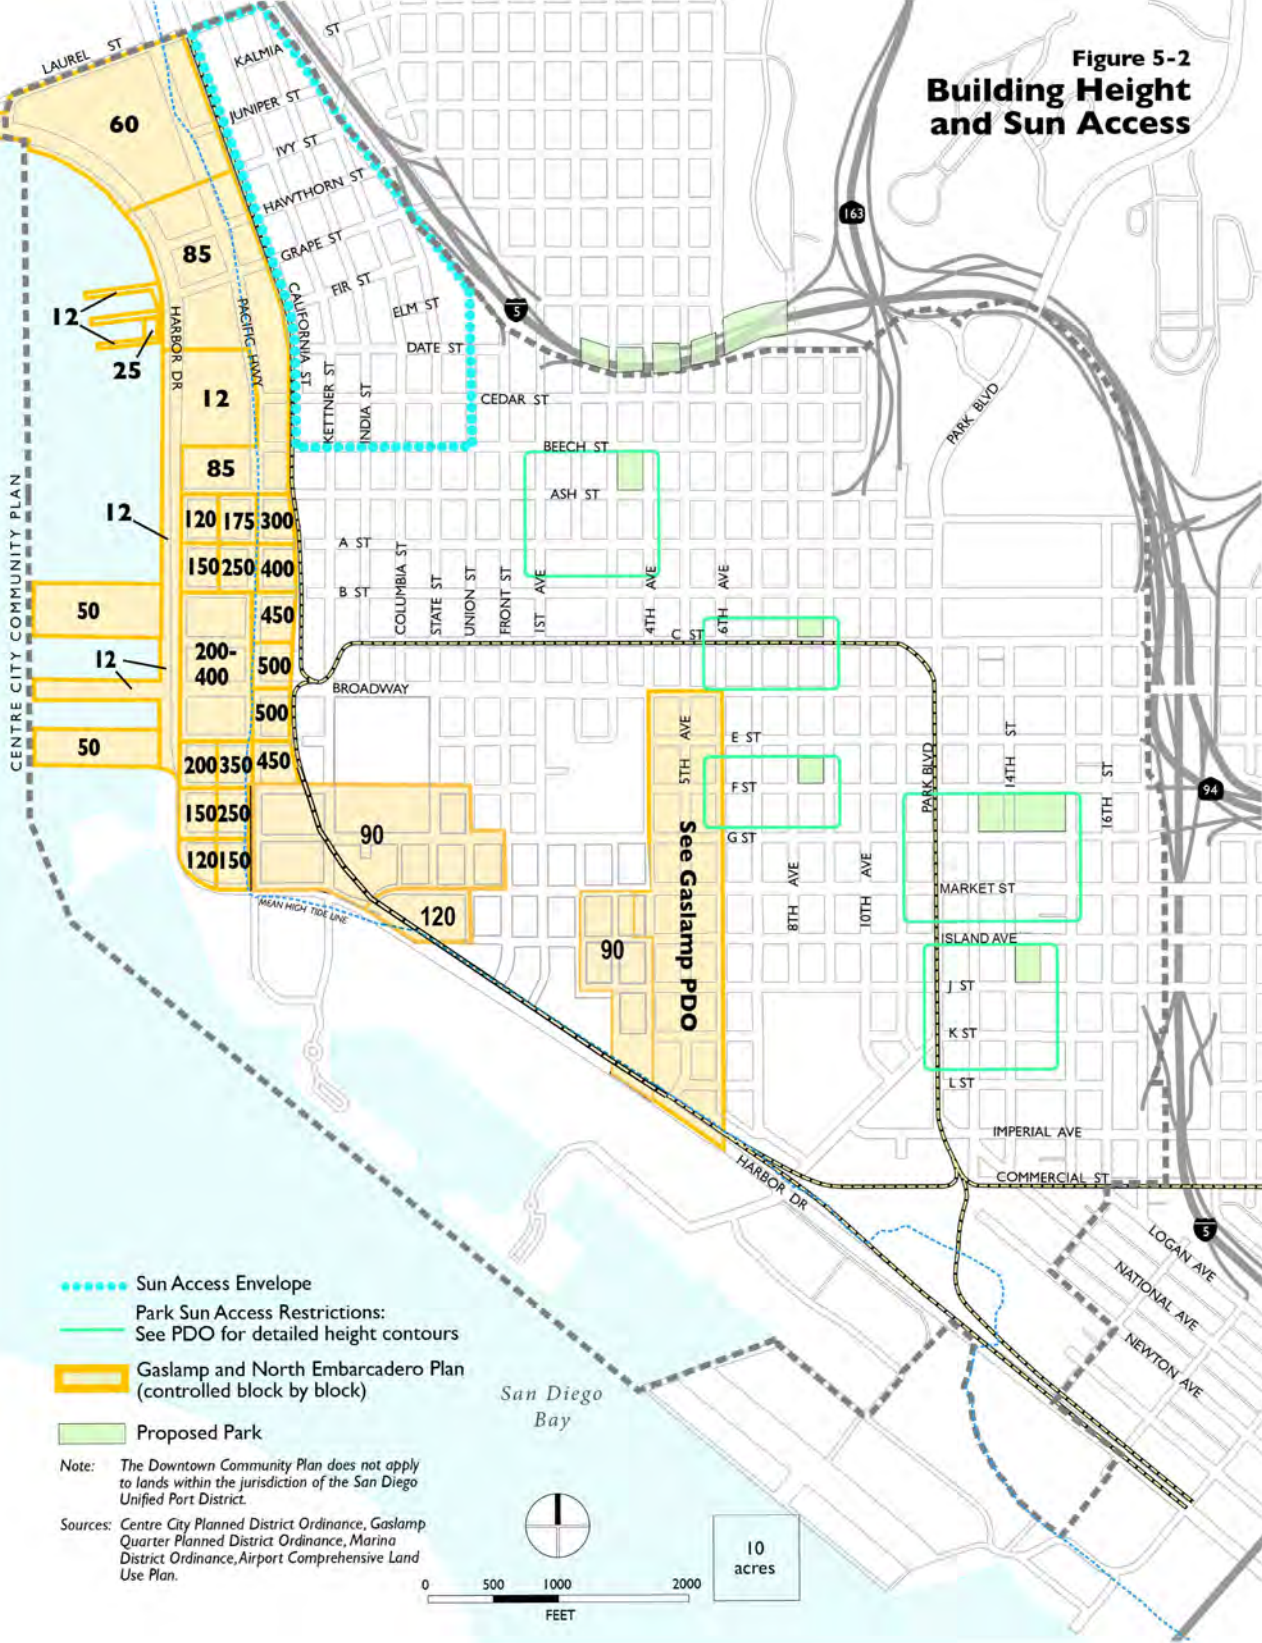 Figure 5-2
Building Height
and Sun Access
LAUREL ST
ST
KALMIA
JUNIPER ST
IVY ST
HAWTHORN ST
GRAPE ST
FIR ST
ELM ST
DATE ST
CEDAR ST
BEECH ST
ASH ST
A ST
B ST
C ST
BROADWAY
E ST
F ST
G ST
MARKET ST
ISLAND AVE
J ST
K ST
L ST
IMPERIAL AVE
COMMERCIAL ST
LOGAN AVE
NATIONAL AVE
NEWTON AVE
HARBOR DR
PACIFIC HWY
CALIFORNIA ST
KETTNER ST
INDIA ST
COLUMBIA ST
STATE ST
UNION ST
FRONT ST
1ST AVE
4TH AVE
5TH AVE
6TH AVE
8TH AVE
10TH AVE
PARK BLVD
PARK BLVD
14TH ST
16TH ST
HARBOR DR
163
5
94
5
CENTRE CITY COMMUNITY PLAN
MEAN HIGH TIDE LINE
See Gaslamp PDO
60
85
12
25
12
85
12
120 175 300
150 250 400
450
50
200-
400
12
500
500
50
200 350 450
150 250
120 150
90
120
90
Sun Access Envelope
Park Sun Access Restrictions:
See PDO for detailed height contours
Gaslamp and North Embarcadero Plan
(controlled block by block)
Proposed Park
Note: The Downtown Community Plan does not apply
to lands within the jurisdiction of the San Diego
Unified Port District.
Sources: Centre City Planned District Ordinance, Gaslamp
Quarter Planned District Ordinance, Marina
District Ordinance, Airport Comprehensive Land
Use Plan.
San Diego
Bay
10
acres
0 500 1000 2000
FEET